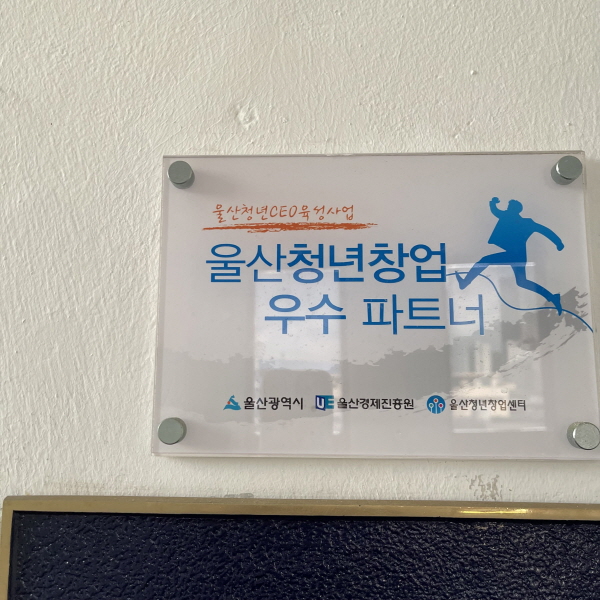 울산청년CEO육성사업
울산청년창업
우수 파트너
울산광역시 UE 울산경제진흥원 울산청년창업센터